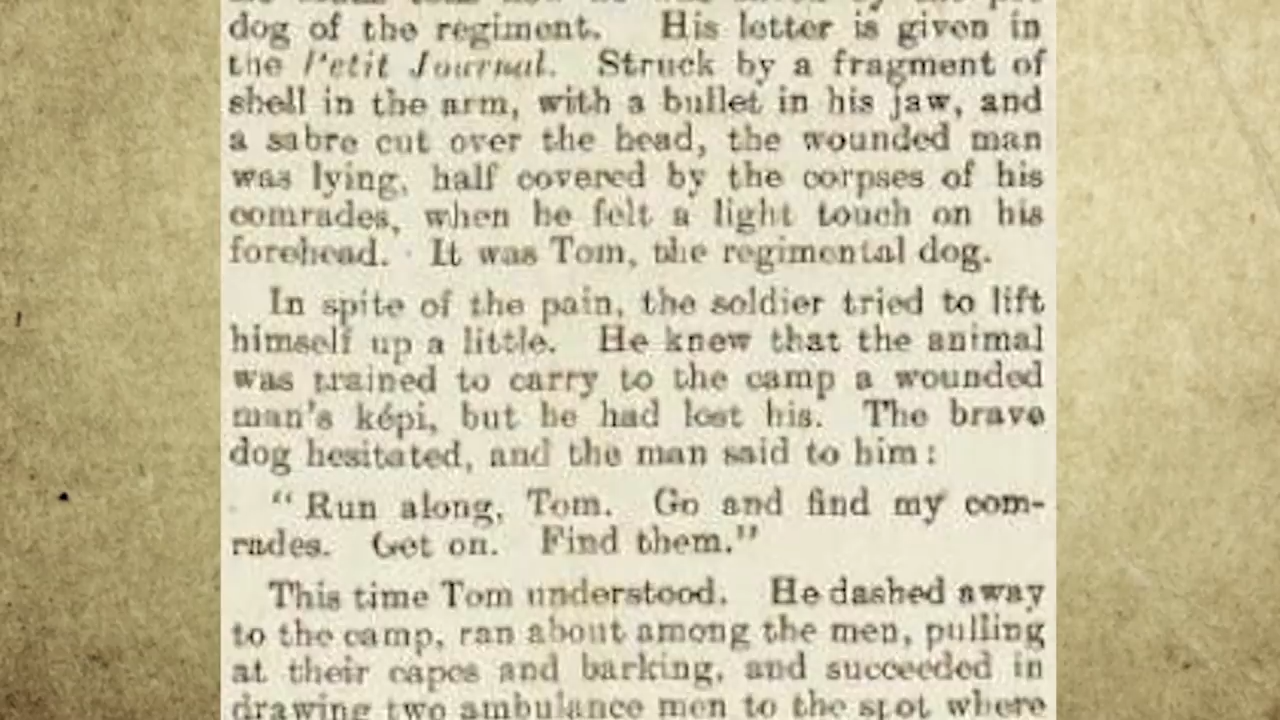 dog of the regiment. His letter is given in
the Petit Journal. Struck by a fragment of
shell in the arm, with a bullet in his jaw, and
a sabre cut over the head, the wounded man
was lying, half covered by the corpses of his
comrades, when he felt a light touch on his
forehead. It was Tom, the regimental dog.
In spite of the pain, the soldier tried to lift
himself up a little. He knew that the animal
was trained to carry to the camp a wounded
man's képi, but he had lost his. The brave
dog hesitated, and the man said to him:
"Run along, Tom. Go and find my com-
rades. Get on. Find them."
This time Tom understood. He dashed away
to the camp, ran about among the men, pulling
at their capes and barking, and succeeded in
drawing two ambulance men to the spot where